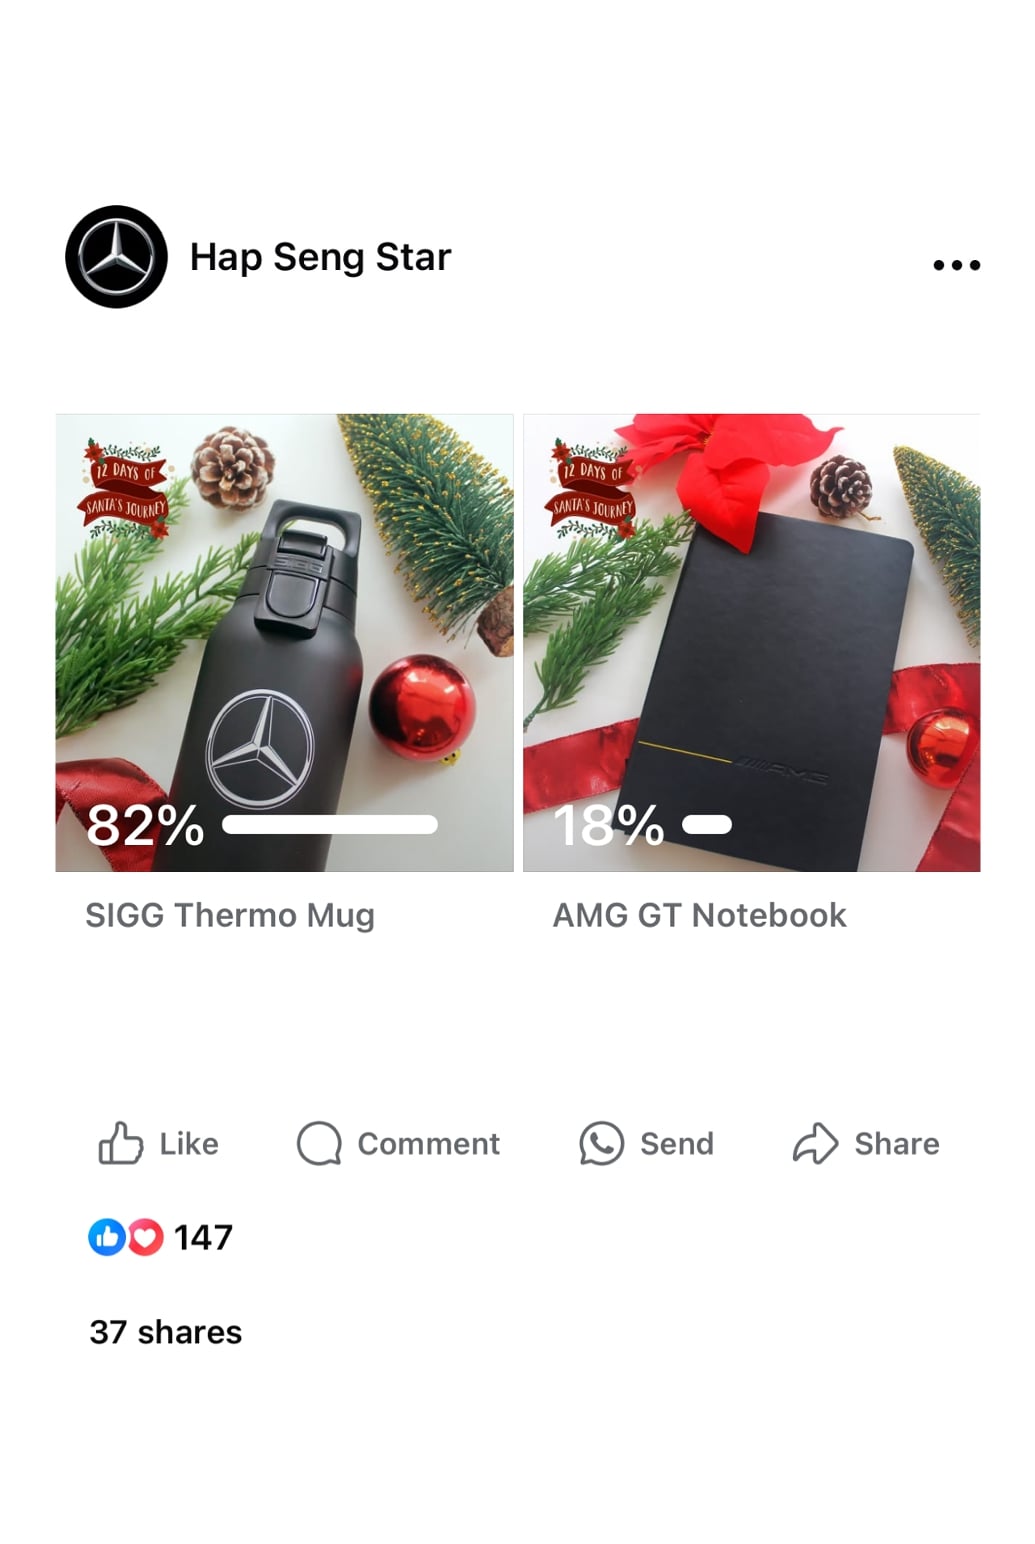 Hap Seng Star
12 DAYS OF
SANTA'S JOURNEY
12 DAYS OF
SANTA'S JOURNEY
SIGG
AMG
82%
18%
SIGG Thermo Mug
AMG GT Notebook
Like
Comment
Send
Share
147
37 shares